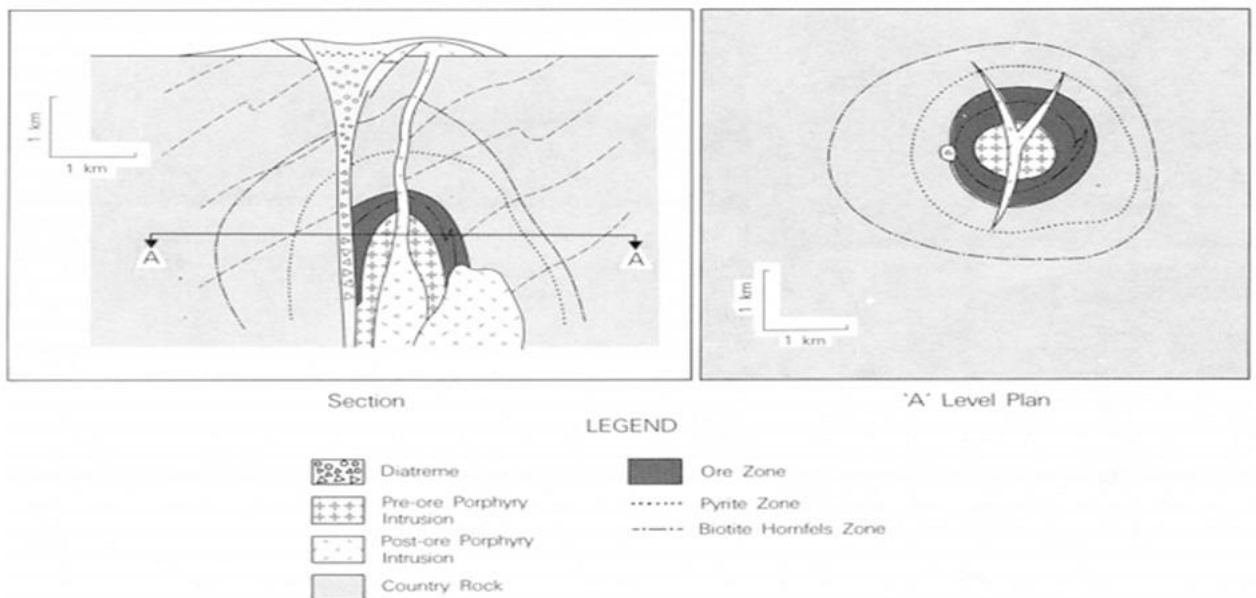 1 km
1 km
A
A
Section
1 km
1 km
'A' Level Plan
LEGEND
Diatreme
Pre-ore Porphyry
Intrusion
Post-ore Porphyry
Intrusion
Country Rock
Ore Zone
Pyrite Zone
Biotite Hornfels Zone